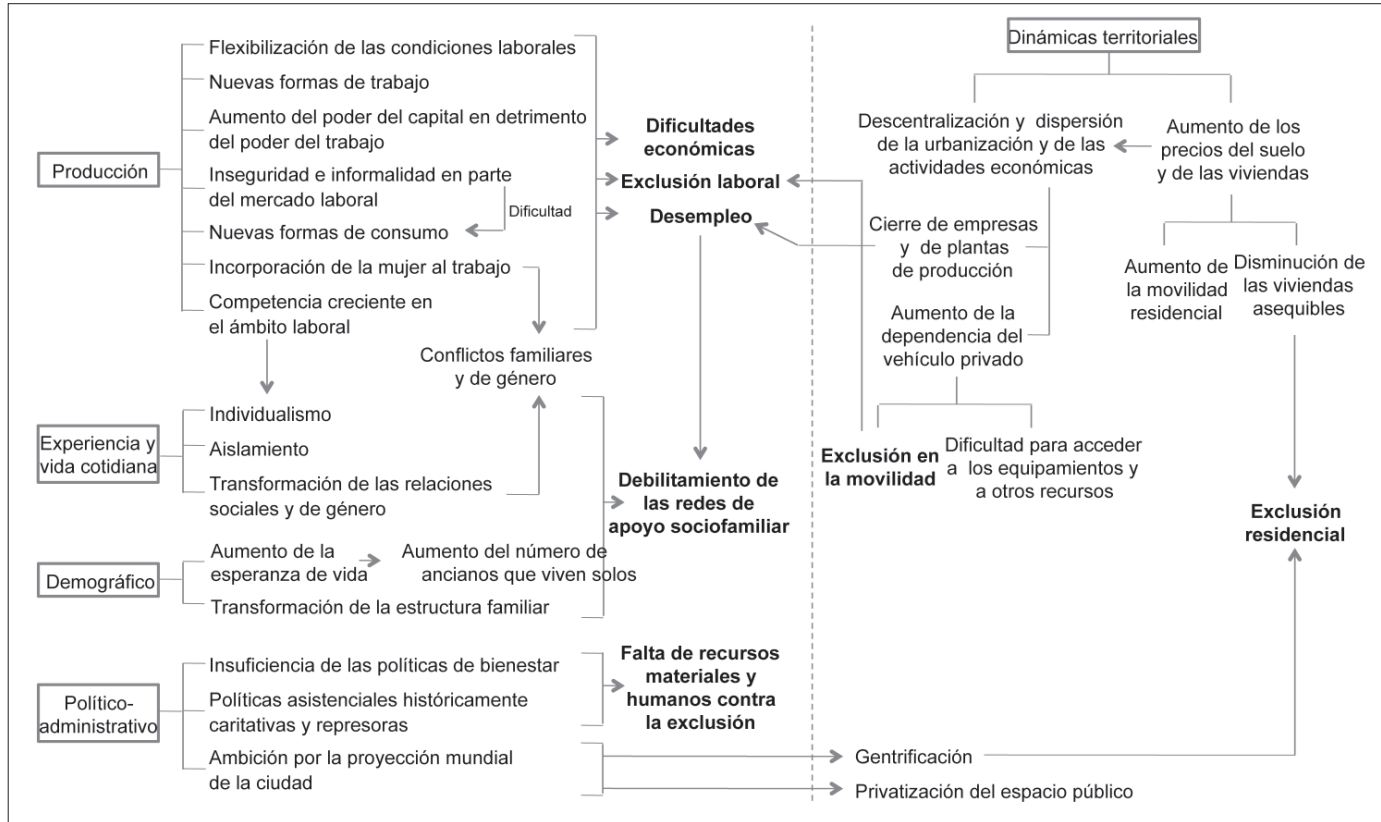 Producción
Flexibilización de las condiciones laborales
Nuevas formas de trabajo
Aumento del poder del capital en detrimento
del poder del trabajo
Inseguridad e informalidad en parte
del mercado laboral
Dificultad
Nuevas formas de consumo
Incorporación de la mujer al trabajo
Competencia creciente en
el ámbito laboral
Dificultades
económicas
Exclusión laboral
Desempleo
Conflictos familiares
y de género
Experiencia y
vida cotidiana
Individualismo
Aislamiento
Transformación de las relaciones
sociales y de género
Debilitamiento de
las redes de
apoyo sociofamiliar
Demográfico
Aumento de la
esperanza de vida
Aumento del número de
ancianos que viven solos
Transformación de la estructura familiar
Político-
administrativo
Insuficiencia de las políticas de bienestar
Políticas asistenciales históricamente
caritativas y represoras
Ambición por la proyección mundial
de la ciudad
Falta de recursos
materiales y
humanos contra
la exclusión
Dinámicas territoriales
Descentralización y dispersión
de la urbanización y de las
actividades económicas
Aumento de los
precios del suelo
y de las viviendas
Cierre de empresas
y de plantas
de producción
Aumento de
la movilidad
residencial
Disminución de
las viviendas
asequibles
Aumento de la
dependencia del
vehículo privado
Exclusión en
la movilidad
Dificultad para acceder
a los equipamientos y
a otros recursos
Exclusión
residencial
Gentrificación
Privatización del espacio público